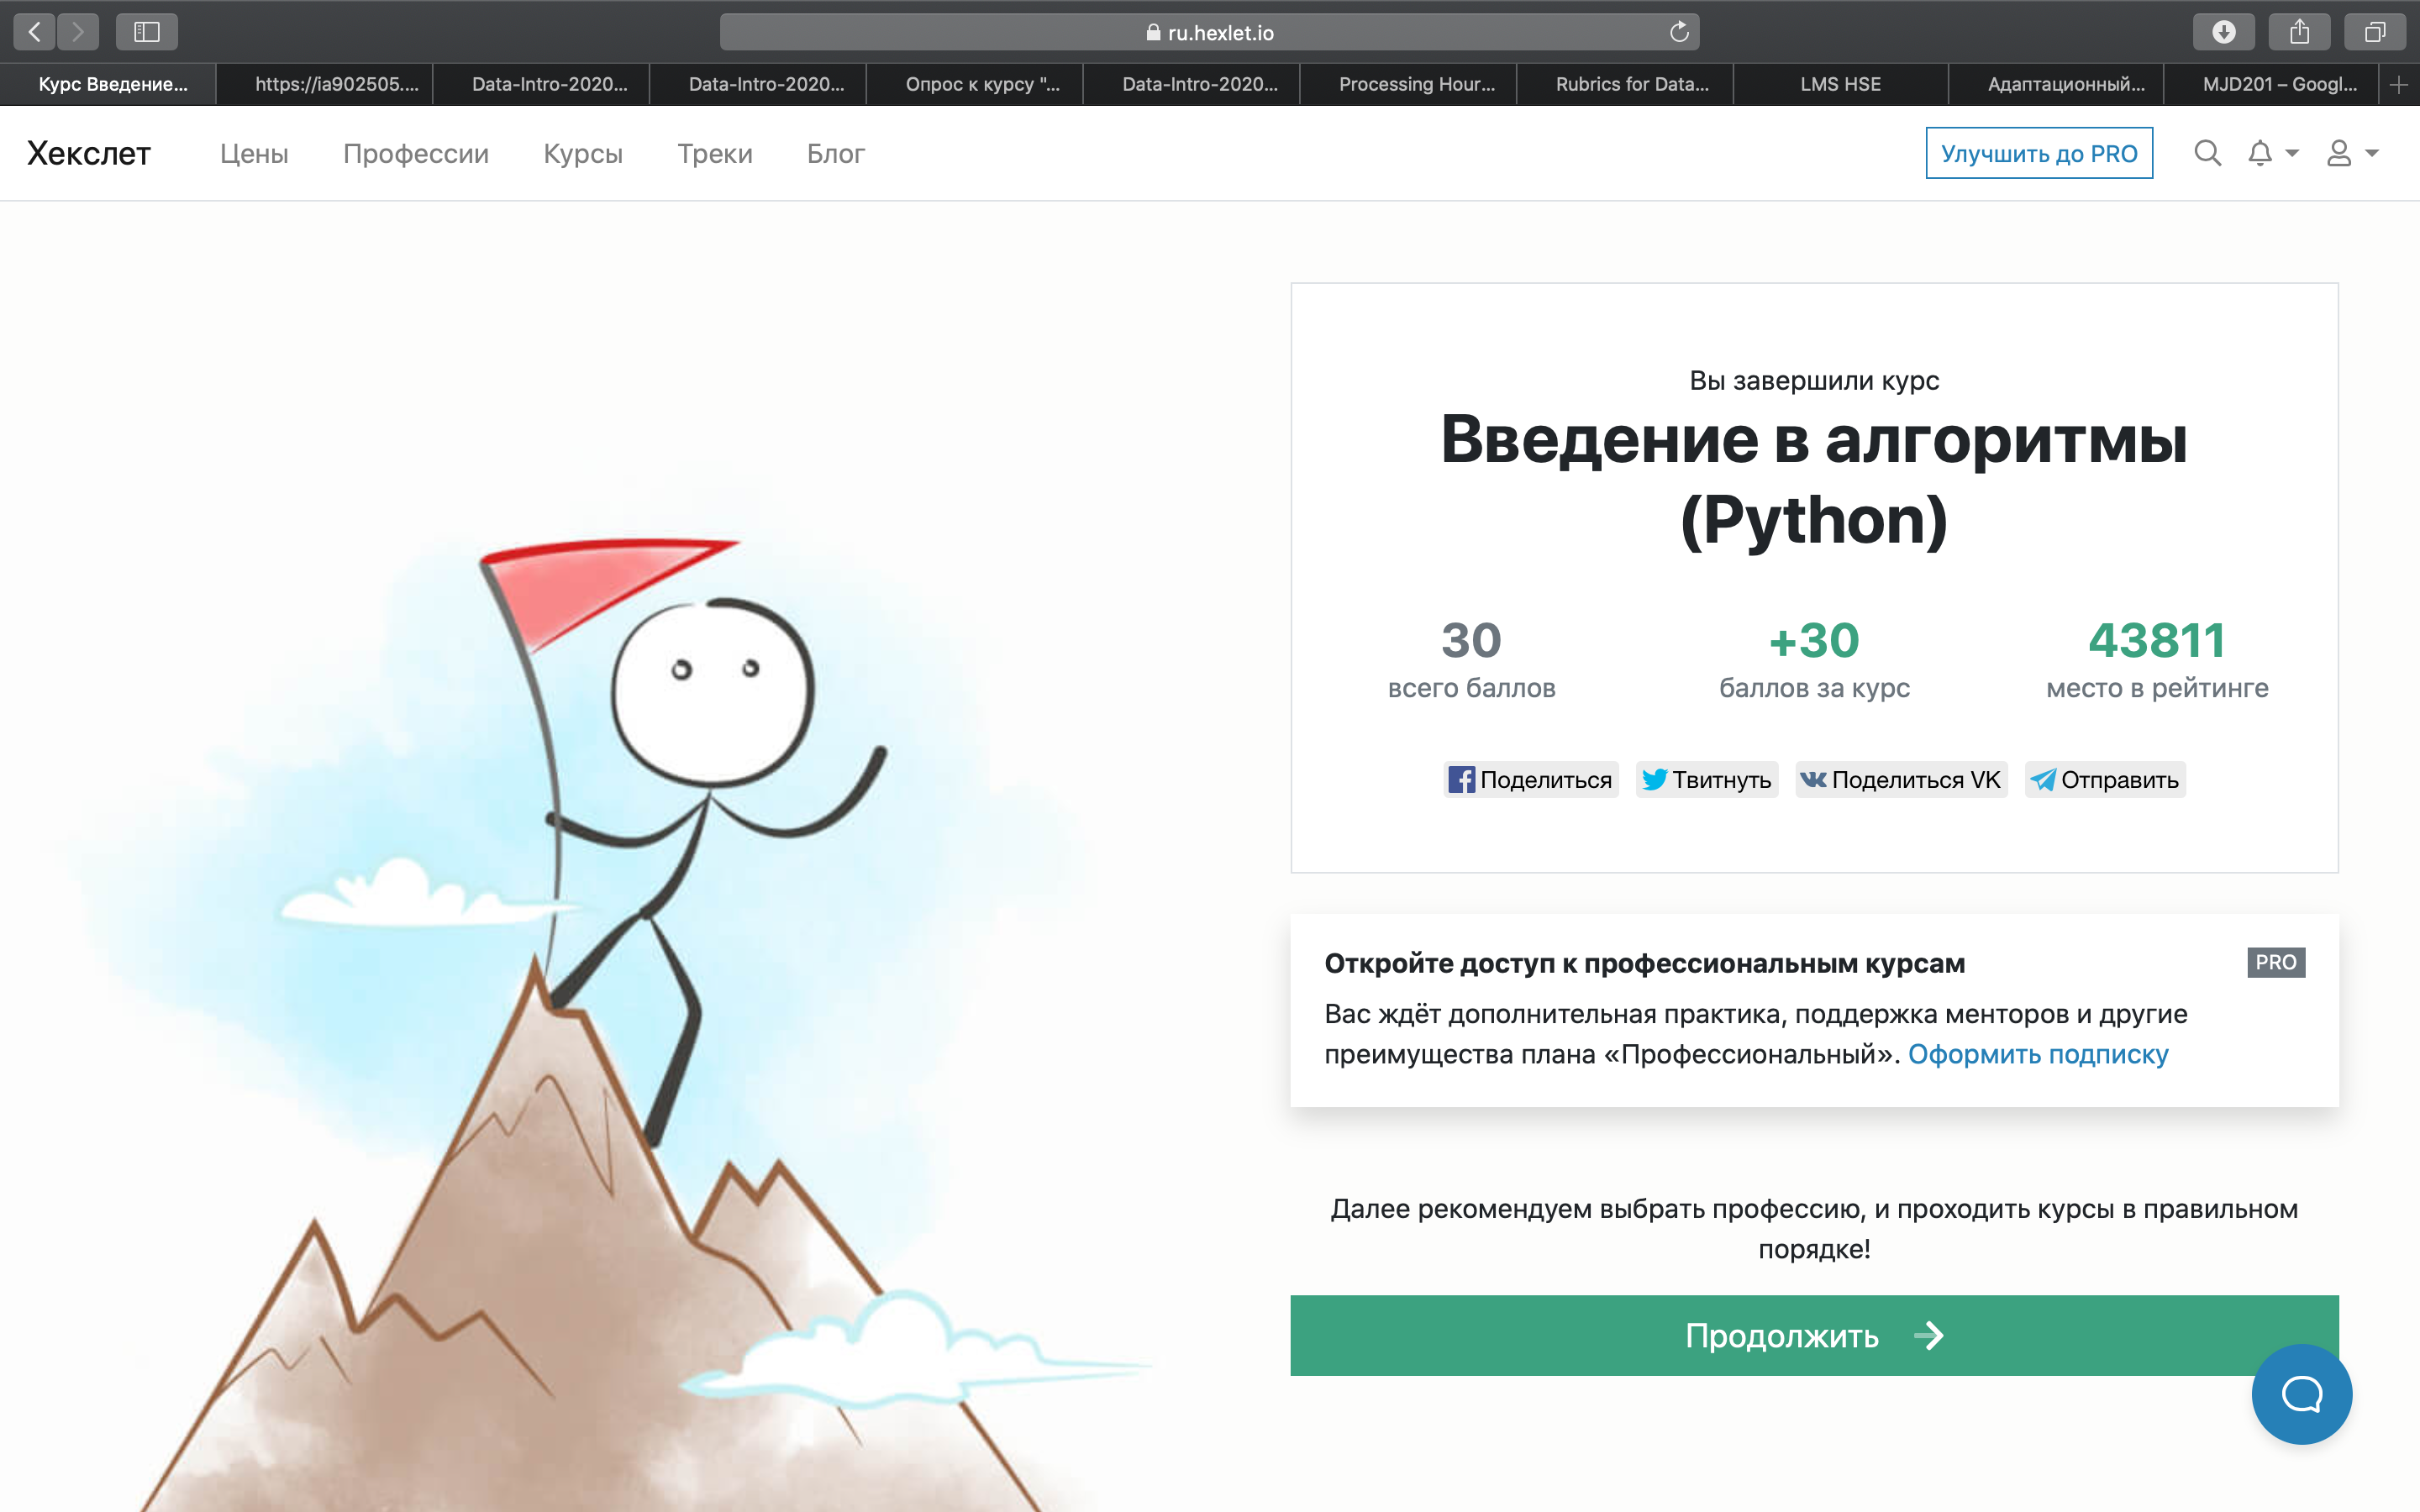 ru.hexlet.io
Курс Введение...
https://ia902505....
Data-Intro-2020...
Data-Intro-2020...
Опрос к курсу "...
Data-Intro-2020...
Processing Hour...
Rubrics for Data...
LMS HSE
Адаптационный...
MJD201 – Googl...
Хекслет
Цены
Профессии
Курсы
Треки
Блог
Улучшить до PRO
Вы завершили курс
Введение в алгоритмы
(Python)
30
всего баллов
+30
баллов за курс
43811
место в рейтинге
Поделиться
Твитнуть
Поделиться VK
Отправить
Откройте доступ к профессиональным курсам
PRO
Вас ждёт дополнительная практика, поддержка менторов и другие
преимущества плана «Профессиональный». Оформить подписку
Далее рекомендуем выбрать профессию, и проходить курсы в правильном
порядке!
Продолжить